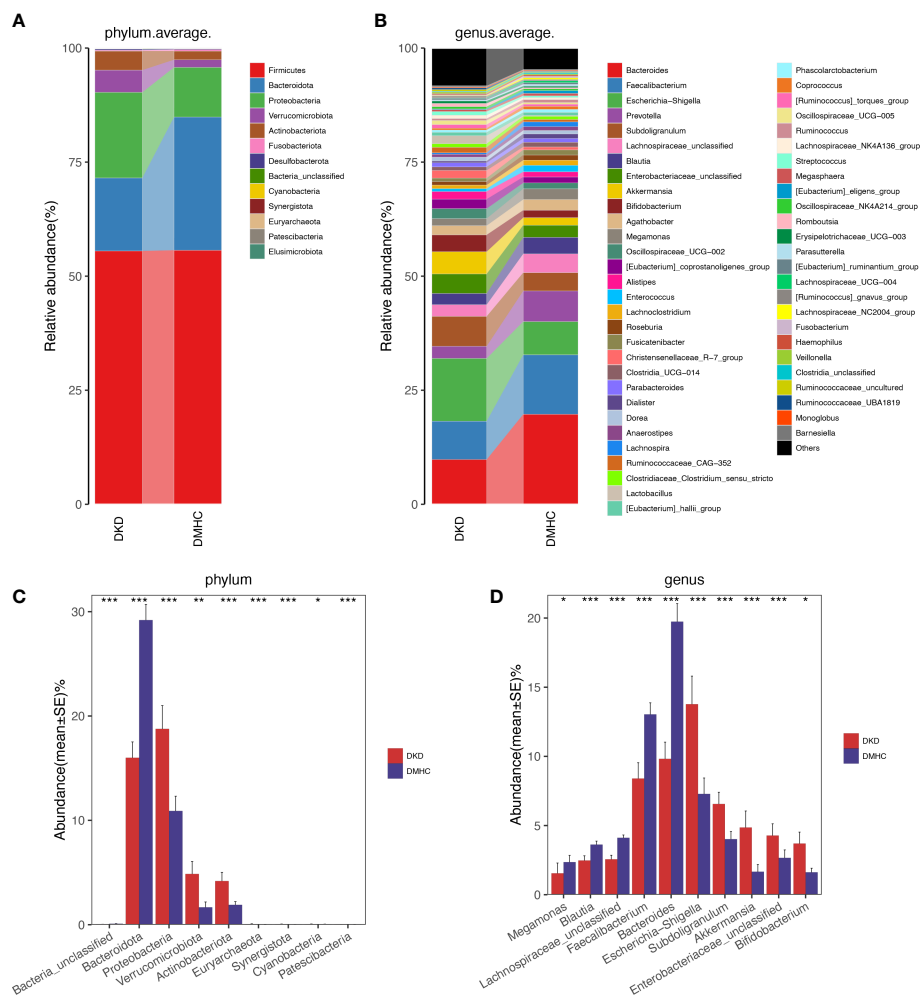 A
phylum.average.
Relative abundance(%)
100
75
50
25
0
DKD
DMHC
Firmicutes
Bacteroidota
Proteobacteria
Verrucomicrobiota
Actinobacteriota
Fusobacteriota
Desulfobacterota
Bacteria_unclassified
Cyanobacteria
Synergistota
Euryarchaeota
Patescibacteria
Elusimicrobiota
B
genus.average.
Relative abundance(%)
100
75
50
25
0
DKD
DMHC
Bacteroides
Faecalibacterium
Escherichia−Shigella
Prevotella
Subdoligranulum
Lachnospiraceae_unclassified
Blautia
Enterobacteriaceae_unclassified
Akkermansia
Bifidobacterium
Agathobacter
Megamonas
Oscillospiraceae_UCG−002
[Eubacterium]_coprostanoligenes_group
Alistipes
Enterococcus
Lachnoclostridium
Roseburia
Fusicatenibacter
Christensenellaceae_R−7_group
Clostridia_UCG−014
Parabacteroides
Dialister
Dorea
Anaerostipes
Lachnospira
Ruminococcaceae_CAG−352
Clostridiaceae_Clostridium_sensu_stricto
Lactobacillus
[Eubacterium]_hallii_group
Phascolarctobacterium
Coprococcus
[Ruminococcus]_torques_group
Oscillospiraceae_UCG−005
Ruminococcus
Lachnospiraceae_NK4A136_group
Streptococcus
Megasphaera
[Eubacterium]_eligens_group
Oscillospiraceae_NK4A214_group
Romboutsia
Erysipelotrichaceae_UCG−003
Parasutterella
[Eubacterium]_ruminantium_group
Lachnospiraceae_UCG−004
[Ruminococcus]_gnavus_group
Lachnospiraceae_NC2004_group
Fusobacterium
Haemophilus
Veillonella
Clostridia_unclassified
Ruminococcaceae_uncultured
Ruminococcaceae_UBA1819
Monoglobus
Barnesiella
Others
C
phylum
Abundance(mean±SE)%
30
20
10
0
*** *** *** ** *** *** *** * ***
Bacteria_unclassified
Bacteroidota
Proteobacteria
Verrucomicrobiota
Actinobacteriota
Euryarchaeota
Synergistota
Cyanobacteria
Patescibacteria
DKD
DMHC
D
genus
Abundance(mean±SE)%
20
15
10
5
0
* *** *** *** *** *** *** *** *** *
Megamonas
Blautia
Lachnospiraceae_unclassified
Faecalibacterium
Bacteroides
Escherichia−Shigella
Subdoligranulum
Akkermansia
Enterobacteriaceae_unclassified
Bifidobacterium
DKD
DMHC